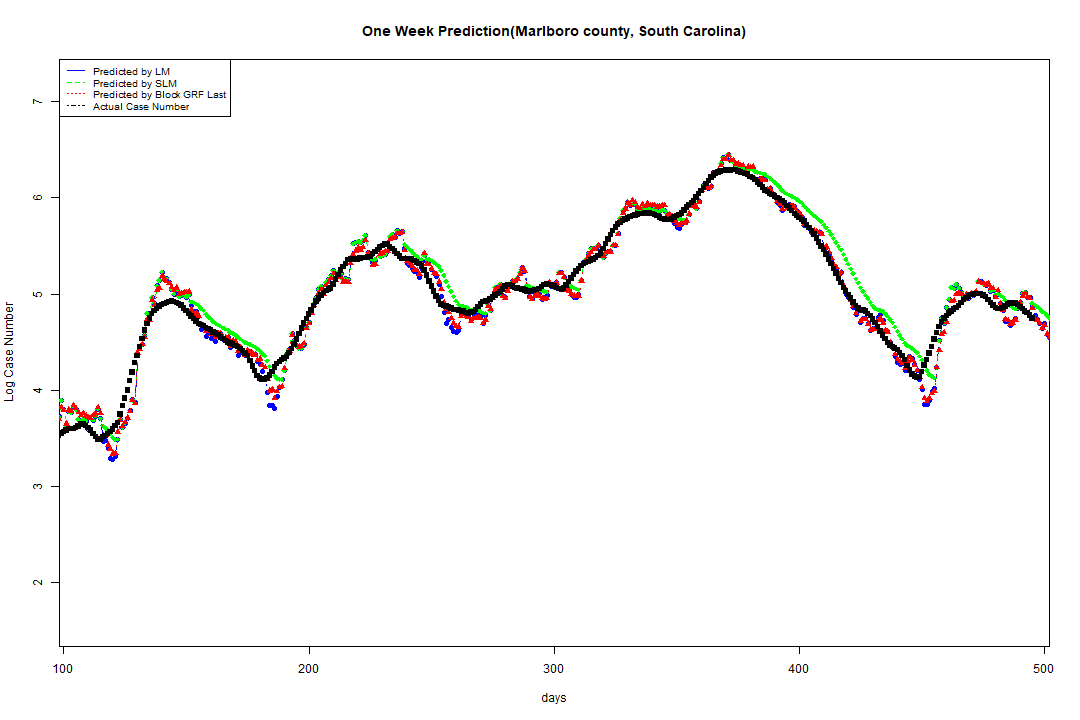 One Week Prediction(Marlboro county, South Carolina)
Predicted by LM
Predicted by SLM
Predicted by Block GRF Last
Actual Case Number
7
6
5
4
3
2
Log Case Number
100 200 300 400 500
days